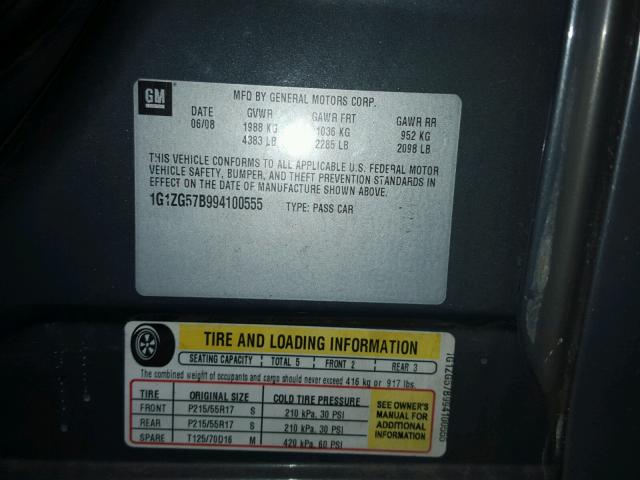 GM
MFD BY GENERAL MOTORS CORP.
DATE GVWR GAWR FRT GAWR RR
06/08 1988 KG 1036 KG 952 KG
4383 LB 2285 LB 2098 LB
THIS VEHICLE CONFORMS TO ALL APPLICABLE U.S. FEDERAL MOTOR
VEHICLE SAFETY, BUMPER, AND THEFT PREVENTION STANDARDS IN
EFFECT ON THE DATE OF MANUFACTURE SHOWN ABOVE.
1G1ZG57B994100555 TYPE: PASS CAR
TIRE AND LOADING INFORMATION
SEATING CAPACITY TOTAL 5 FRONT 2 REAR 3
The combined weight of occupants and cargo should never exceed 416 kg or 917 lbs.
TIRE ORIGINAL SIZE COLD TIRE PRESSURE
FRONT P215/55R17 S 210 kPa, 30 PSI
REAR P215/55R17 S 210 kPa, 30 PSI
SPARE T125/70D16 M 420 kPa, 60 PSI
SEE OWNER'S
MANUAL FOR
ADDITIONAL
INFORMATION
1G1ZG57B994100555